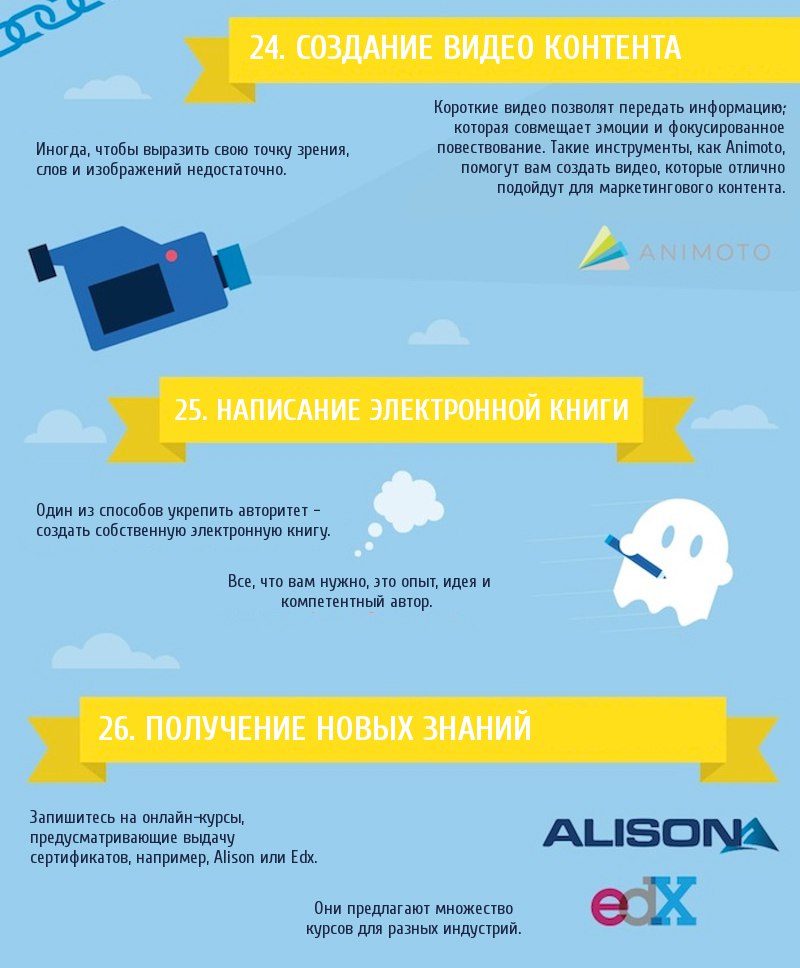 24. СОЗДАНИЕ ВИДЕО КОНТЕНТА
Иногда, чтобы выразить свою точку зрения,
слов и изображений недостаточно.
Короткие видео позволят передать информацию,
которая совмещает эмоции и фокусированное
повествование. Такие инструменты, как Animoto,
помогут вам создать видео, которые отлично
подойдут для маркетингового контента.
ANIMOTO
25. НАПИСАНИЕ ЭЛЕКТРОННОЙ КНИГИ
Один из способов укрепить авторитет -
создать собственную электронную книгу.
Все, что вам нужно, это опыт, идея и
компетентный автор.
26. ПОЛУЧЕНИЕ НОВЫХ ЗНАНИЙ
Запишитесь на онлайн-курсы,
предусматривающие выдачу
сертификатов, например, Alison или Edx.
ALISON
edX
Они предлагают множество
курсов для разных индустрий.